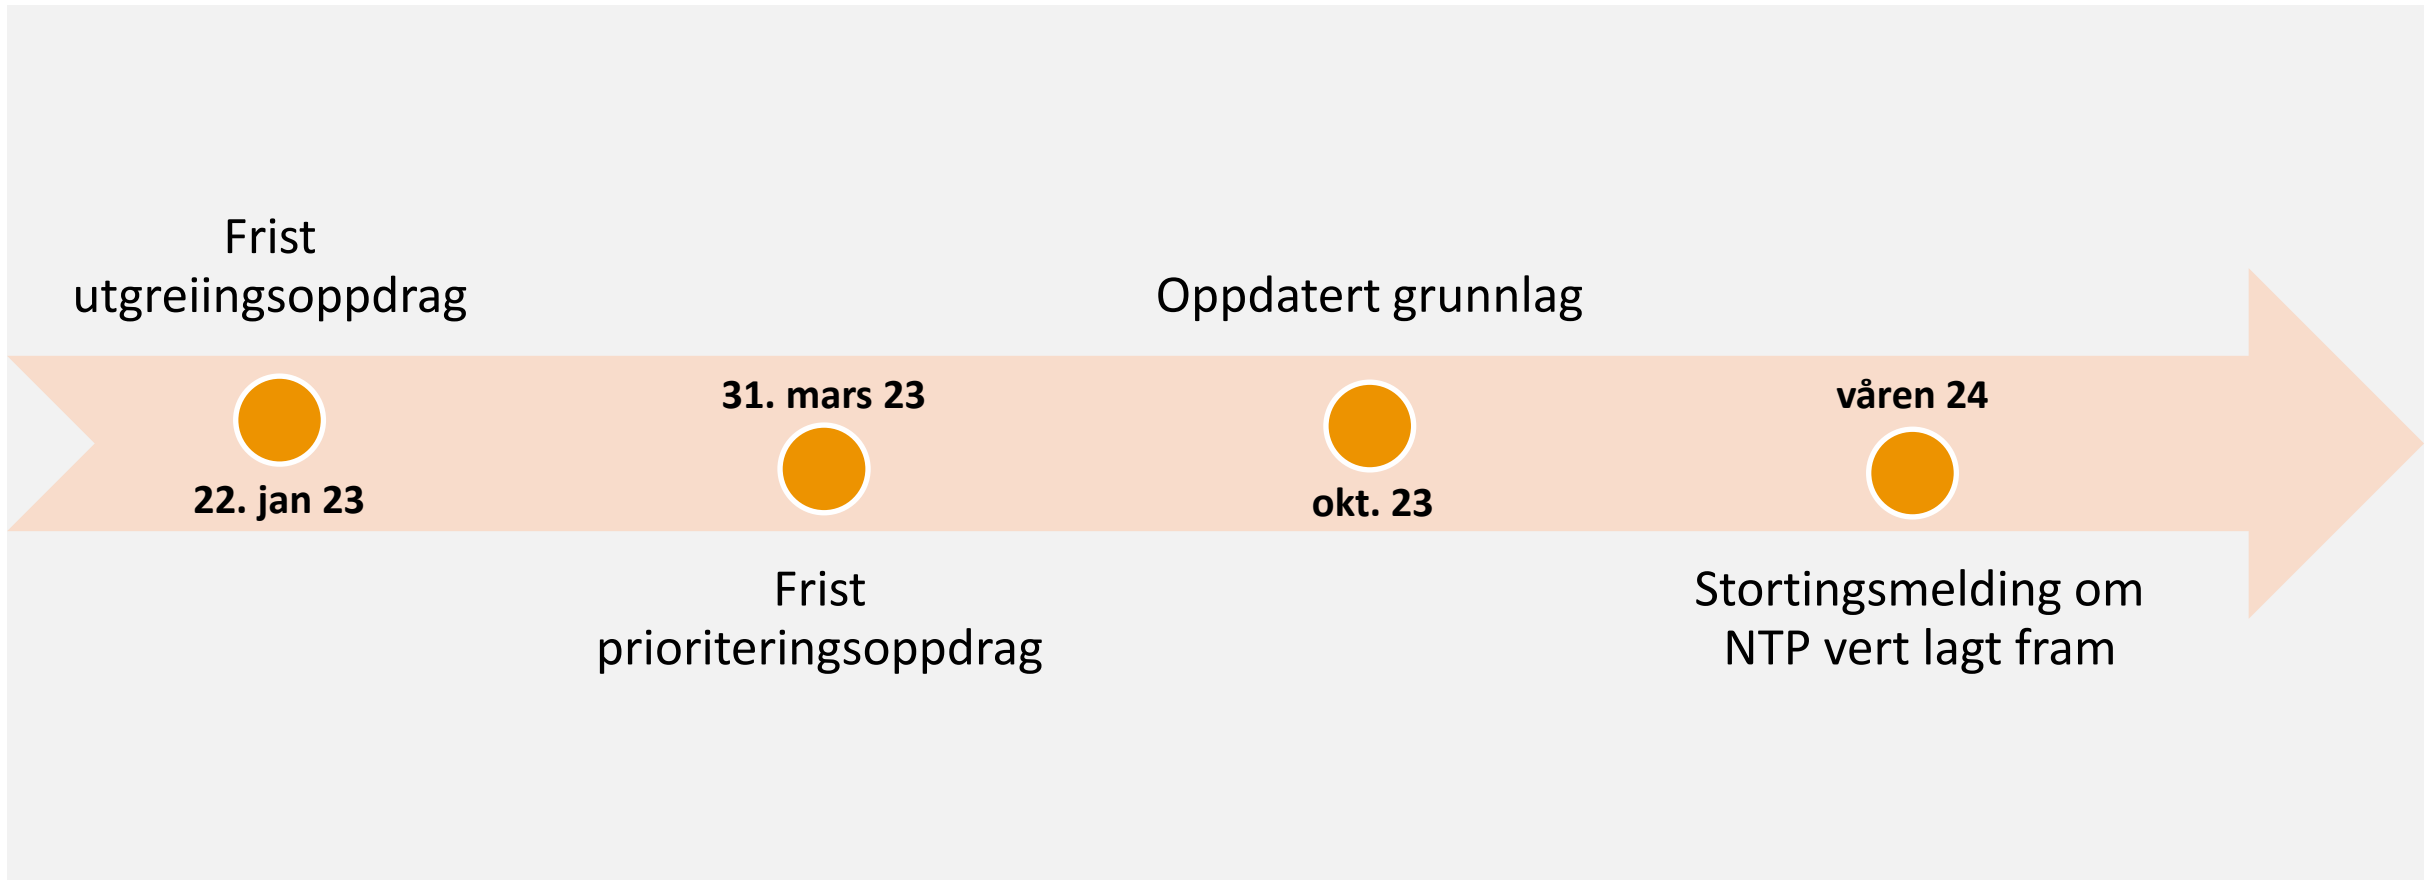 Frist
utgreiingsoppdrag
22. jan 23
31. mars 23
Frist
prioriteringsoppdrag
Oppdatert grunnlag
okt. 23
våren 24
Stortingsmelding om
NTP vert lagt fram